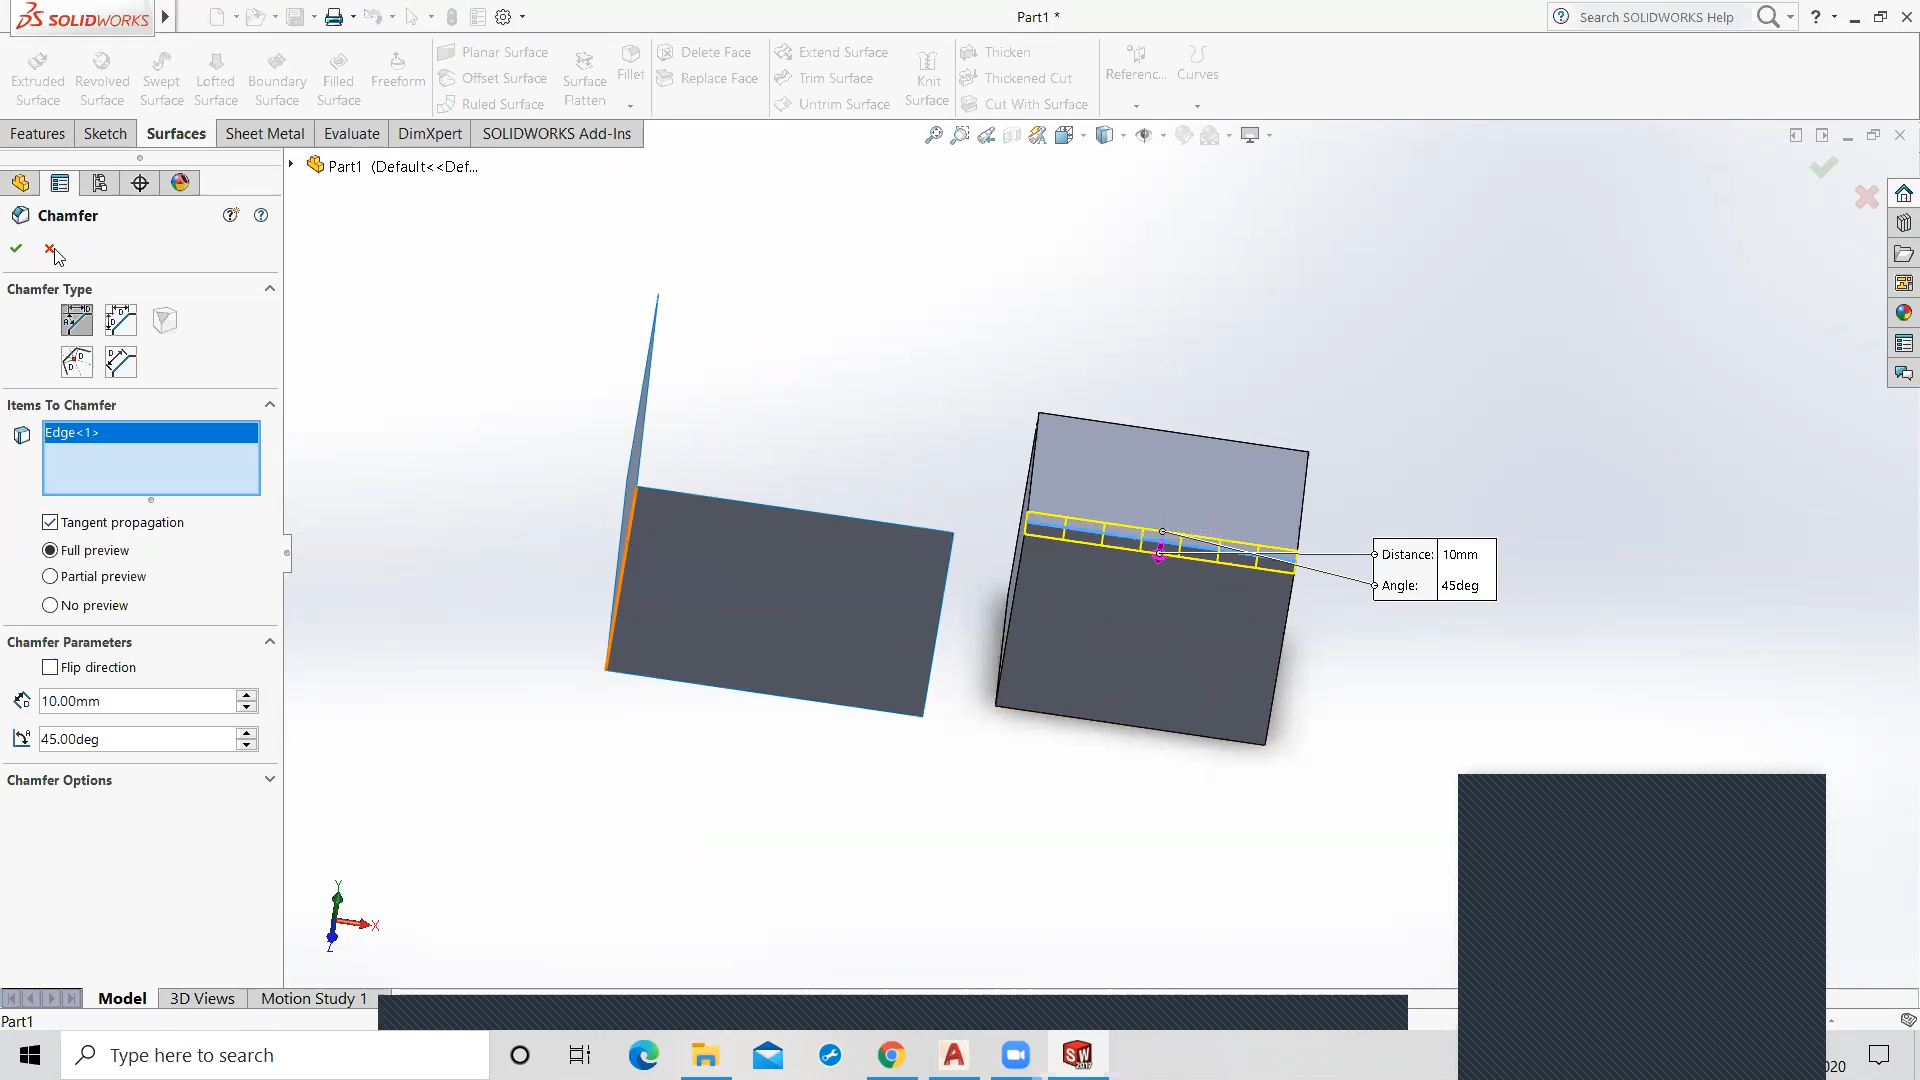 SOLIDWORKS
Part1 *
Search SOLIDWORKS Help
Extruded Surface
Revolved Surface
Swept Surface
Lofted Surface
Boundary Surface
Filled Surface
Freeform
Planar Surface
Offset Surface
Ruled Surface
Surface Flatten
Fillet
Delete Face
Replace Face
Extend Surface
Trim Surface
Untrim Surface
Knit Surface
Thicken
Thickened Cut
Cut With Surface
Referenc...
Curves
Features
Sketch
Surfaces
Sheet Metal
Evaluate
DimXpert
SOLIDWORKS Add-Ins
Part1 (Default<<Def...
Chamfer
Chamfer Type
Items To Chamfer
Edge<1>
Tangent propagation
Full preview
Partial preview
No preview
Chamfer Parameters
Flip direction
10.00mm
45.00deg
Chamfer Options
Distance: 10mm
Angle: 45deg
Y
X
Z
Model
3D Views
Motion Study 1
Part1
Type here to search
SW
2017
020